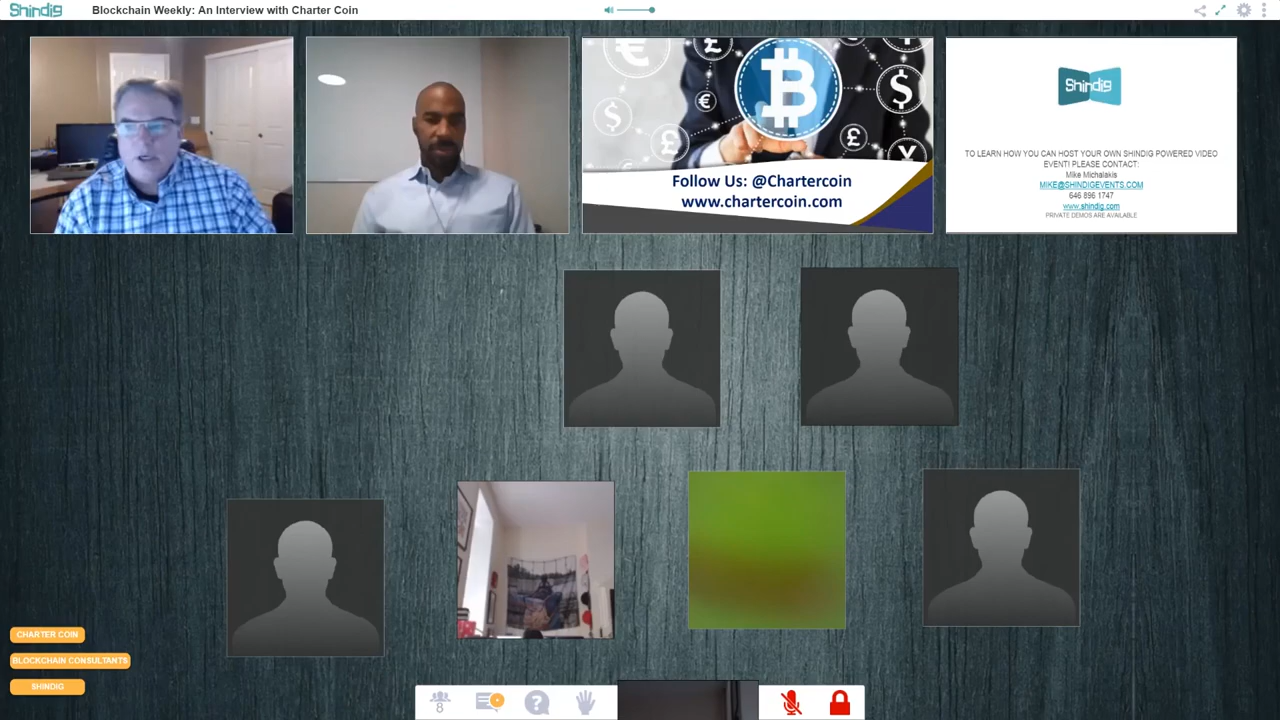 Shindig
Blockchain Weekly: An Interview with Charter Coin
Follow Us: @Chartercoin
www.chartercoin.com
Shindig
TO LEARN HOW YOU CAN HOST YOUR OWN SHINDIG POWERED VIDEO
EVENT! PLEASE CONTACT:
Mike Michalakis
MIKE@SHINDIGEVENTS.COM
646 896 1747
www.shindig.com
PRIVATE DEMOS ARE AVAILABLE
CHARTER COIN
BLOCKCHAIN CONSULTANTS
SHINDIG
8